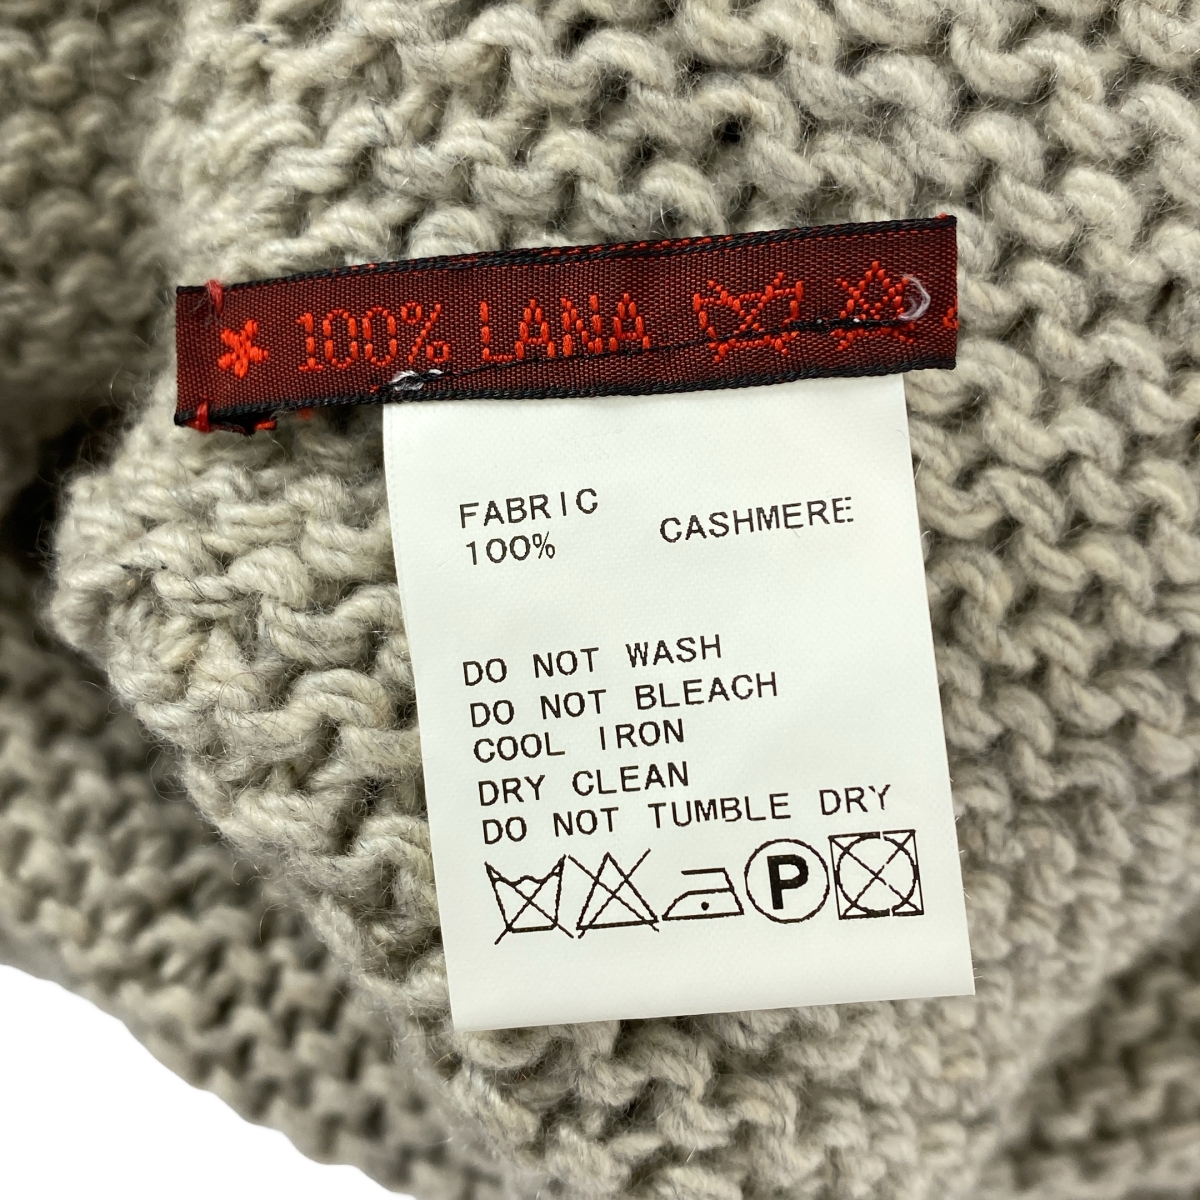 * 100% LANA
FABRIC
100% CASHMERE
DO NOT WASH
DO NOT BLEACH
COOL IRON
DRY CLEAN
DO NOT TUMBLE DRY
P